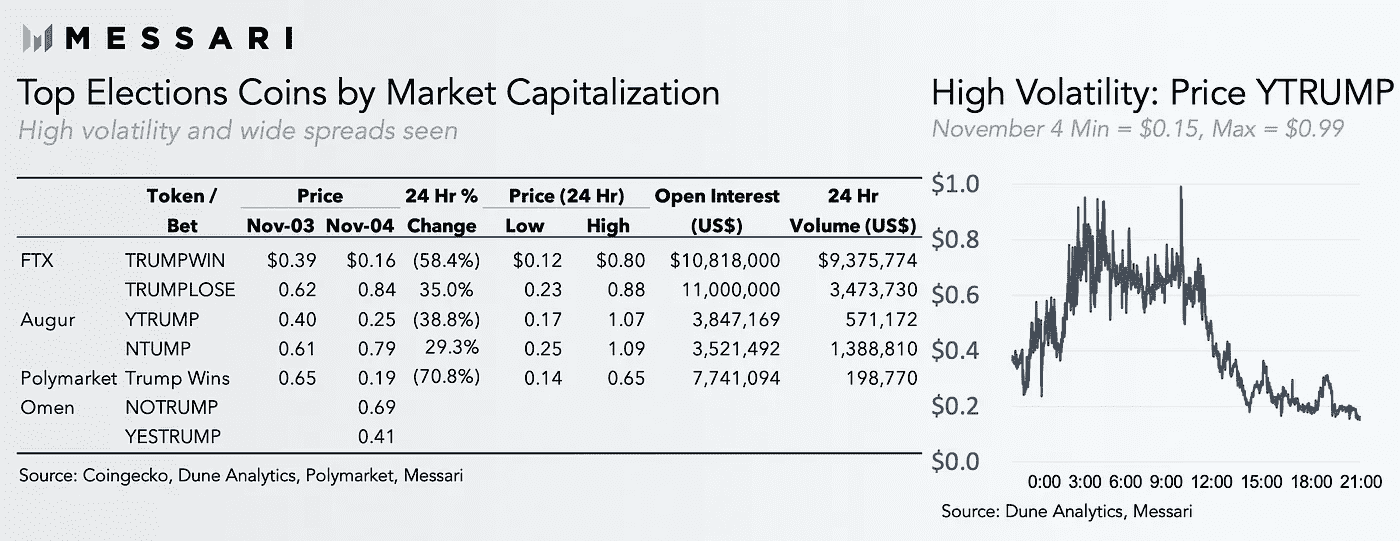 MESSARI
Top Elections Coins by Market Capitalization
High volatility and wide spreads seen
Token / Price 24 Hr % Price (24 Hr) Open Interest 24 Hr
Bet Nov-03 Nov-04 Change Low High (US$) Volume (US$)
FTX TRUMPWIN $0.39 $0.16 (58.4%) $0.12 $0.80 $10,818,000 $9,375,774
TRUMPLOSE 0.62 0.84 35.0% 0.23 0.88 11,000,000 3,473,730
Augur YTRUMP 0.40 0.25 (38.8%) 0.17 1.07 3,847,169 571,172
NTUMP 0.61 0.79 29.3% 0.25 1.09 3,521,492 1,388,810
Polymarket Trump Wins 0.65 0.19 (70.8%) 0.14 0.65 7,741,094 198,770
Omen NOTRUMP 0.69
YESTRUMP 0.41
Source: Coingecko, Dune Analytics, Polymarket, Messari
High Volatility: Price YTRUMP
November 4 Min = $0.15, Max = $0.99
$1.0
$0.8
$0.6
$0.4
$0.2
$0.0
0:00 3:00 6:00 9:00 12:00 15:00 18:00 21:00
Source: Dune Analytics, Messari